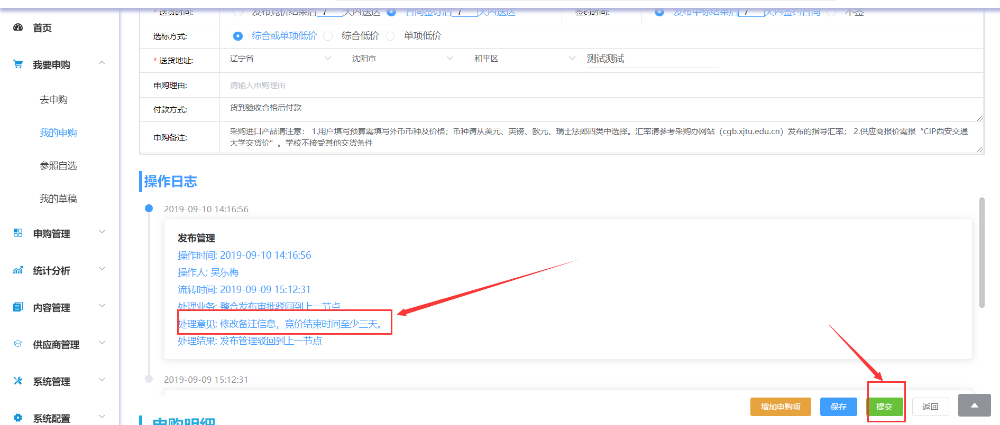 * 送货时间: 发布竞价结果后 7 天内送达 合同签订后 7 天内送达 签约时间: 发布中标结果后 7 天内签约合同 不签
首页
选标方式: 综合或单项低价 综合低价 单项低价
我要申购
* 送货地址: 辽宁省 沈阳市 和平区 测试测试
申购理由: 请输入申购理由
去申购
付款方式: 货到验收合格后付款
我的申购
申购备注: 采购进口产品请注意: 1.用户填写预算需填写外币币种及价格；币种请从美元、英镑、欧元、瑞士法郎四类中选择。汇率请参考采购办网站（cgb.xjtu.edu.cn）发布的指导汇率； 2.供应商报价需报“CIP西安交通
大学交货价”。学校不接受其他交货条件
参照自选
我的草稿
申购管理
统计分析
内容管理
供应商管理
系统管理
系统配置
操作日志
2019-09-10 14:16:56
发布管理
操作时间: 2019-09-10 14:16:56
操作人: 吴东梅
流转时间: 2019-09-09 15:12:31
处理业务: 整合发布审批驳回到上一节点
处理意见: 修改备注信息，竞价结束时间至少三天。
处理结果: 发布管理驳回到上一节点
2019-09-09 15:12:31
增加申购项 保存 提交 返回
申购明细